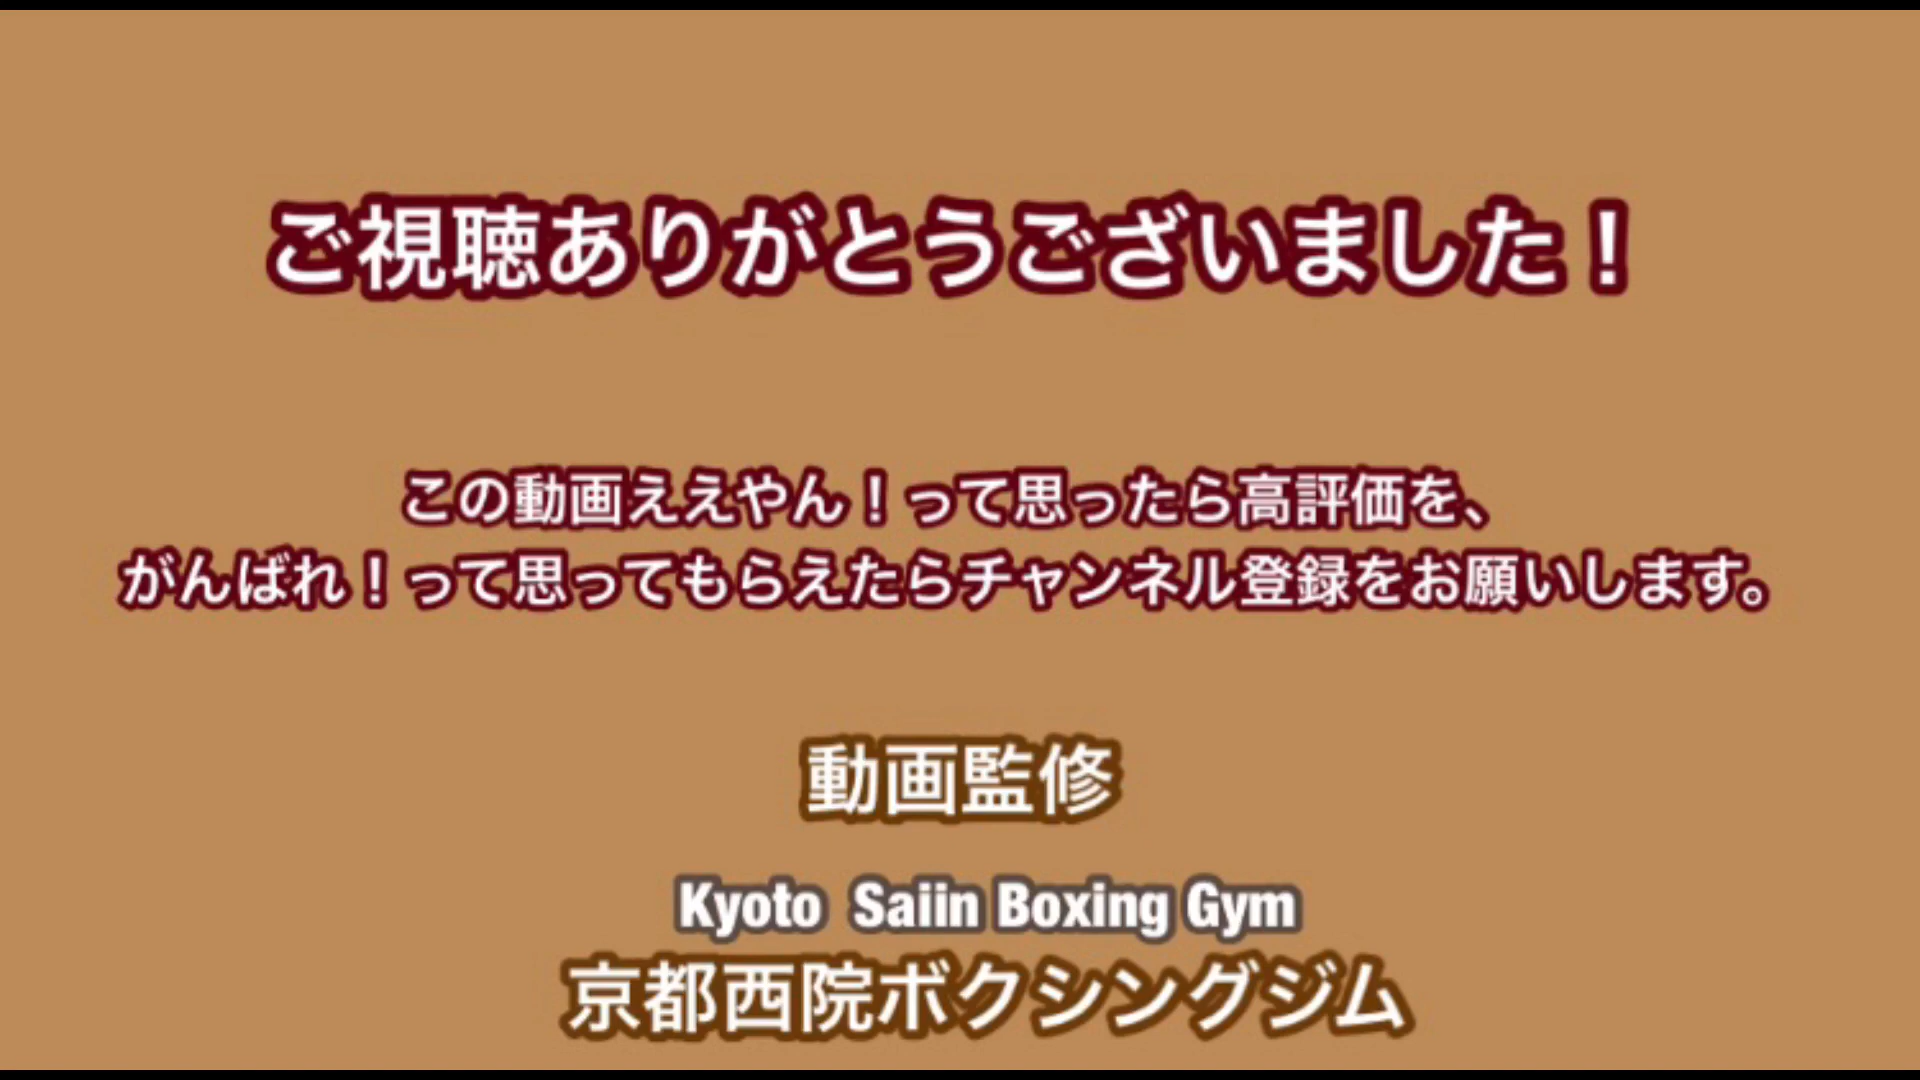 ご視聴ありがとうございました！
この動画ええやん！って思ったら高評価を、
がんばれ！って思ってもらえたらチャンネル登録をお願いします。
動画監修
Kyoto Saiin Boxing Gym
京都西院ボクシングジム